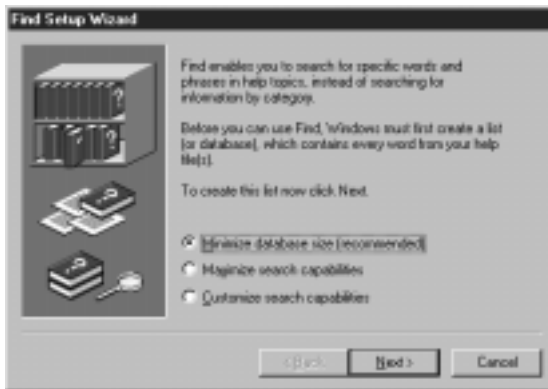 Find Setup Wizard
Find enables you to search for specific words and
phrases in help topics, instead of searching for
information by category.
Before you can use Find, Windows must first create a list
(or database), which contains every word from your help
file(s).
To create this list now click Next.
Minimize database size (recommended)
Maximize search capabilities
Customize search capabilities
< Back Next > Cancel